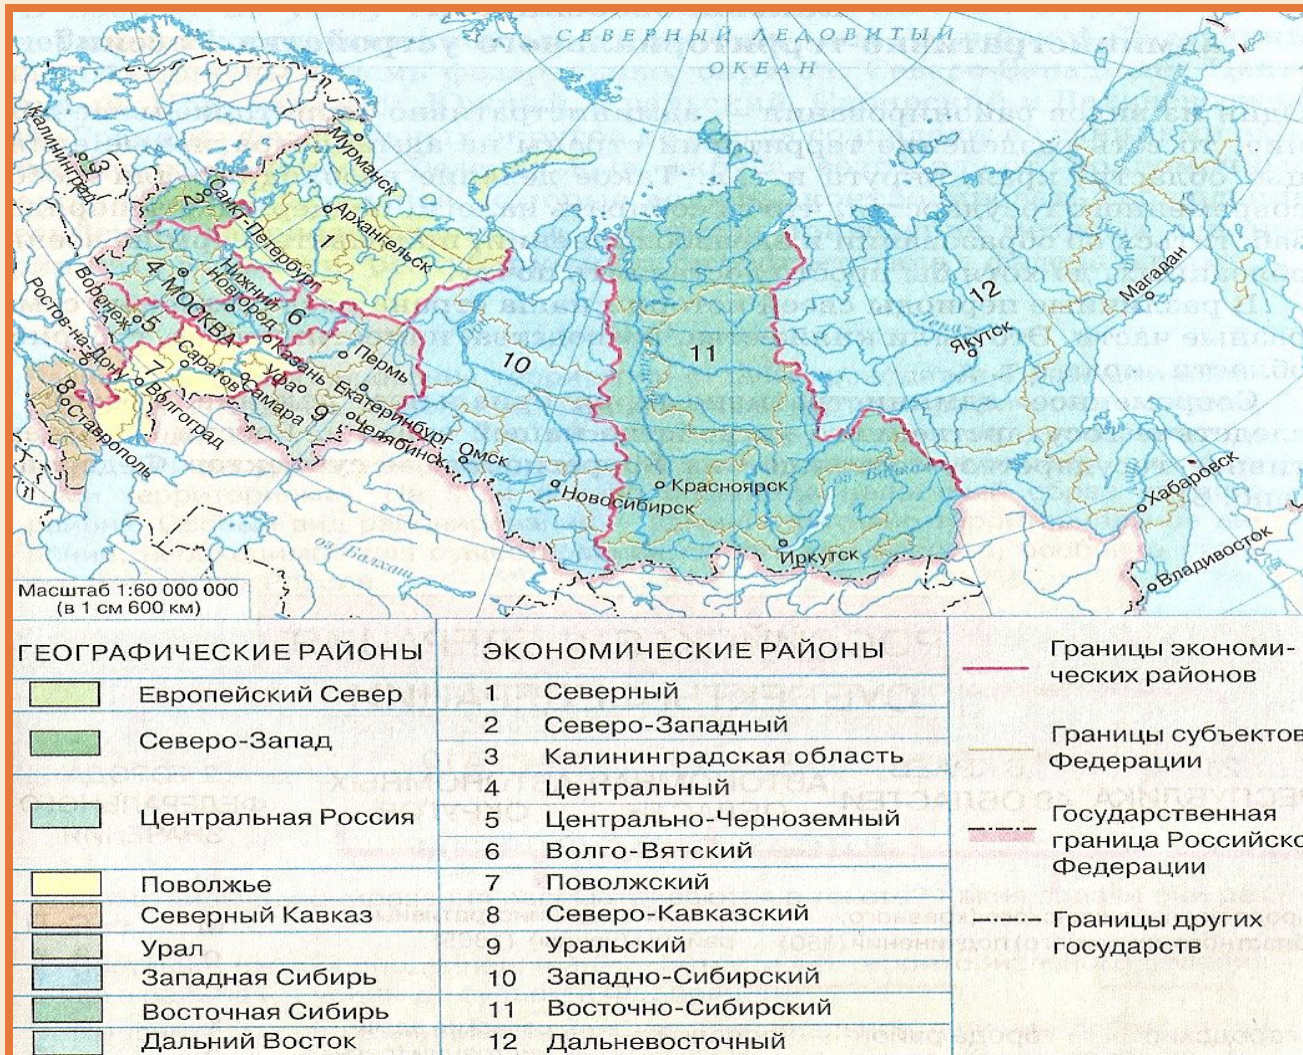 СЕВЕРНЫЙ ЛЕДОВИТЫЙ
ОКЕАН
Калининград
3
Мурманск
2
Санкт-Петербург
Архангельск
1
4
МОСКВА
Нижний
Новгород
6
Воронеж
5
Ростов-на-Дону
Казань
Пермь
7
Саратов
Уфа
Самара
Екатеринбург
8
Волгоград
9
Челябинск
Ставрополь
Омск
10
Новосибирск
11
Красноярск
Иркутск
12
Якутск
Магадан
Хабаровск
Владивосток
Масштаб 1:60 000 000
(в 1 см 600 км)
ГЕОГРАФИЧЕСКИЕ РАЙОНЫ
Европейский Север
Северо-Запад
Центральная Россия
Поволжье
Северный Кавказ
Урал
Западная Сибирь
Восточная Сибирь
Дальний Восток
ЭКОНОМИЧЕСКИЕ РАЙОНЫ
1 Северный
2 Северо-Западный
3 Калининградская область
4 Центральный
5 Центрально-Черноземный
6 Волго-Вятский
7 Поволжский
8 Северо-Кавказский
9 Уральский
10 Западно-Сибирский
11 Восточно-Сибирский
12 Дальневосточный
Границы экономи-
ческих районов
Границы субъектов
Федерации
Государственная
граница Российско
Федерации
Границы других
государств